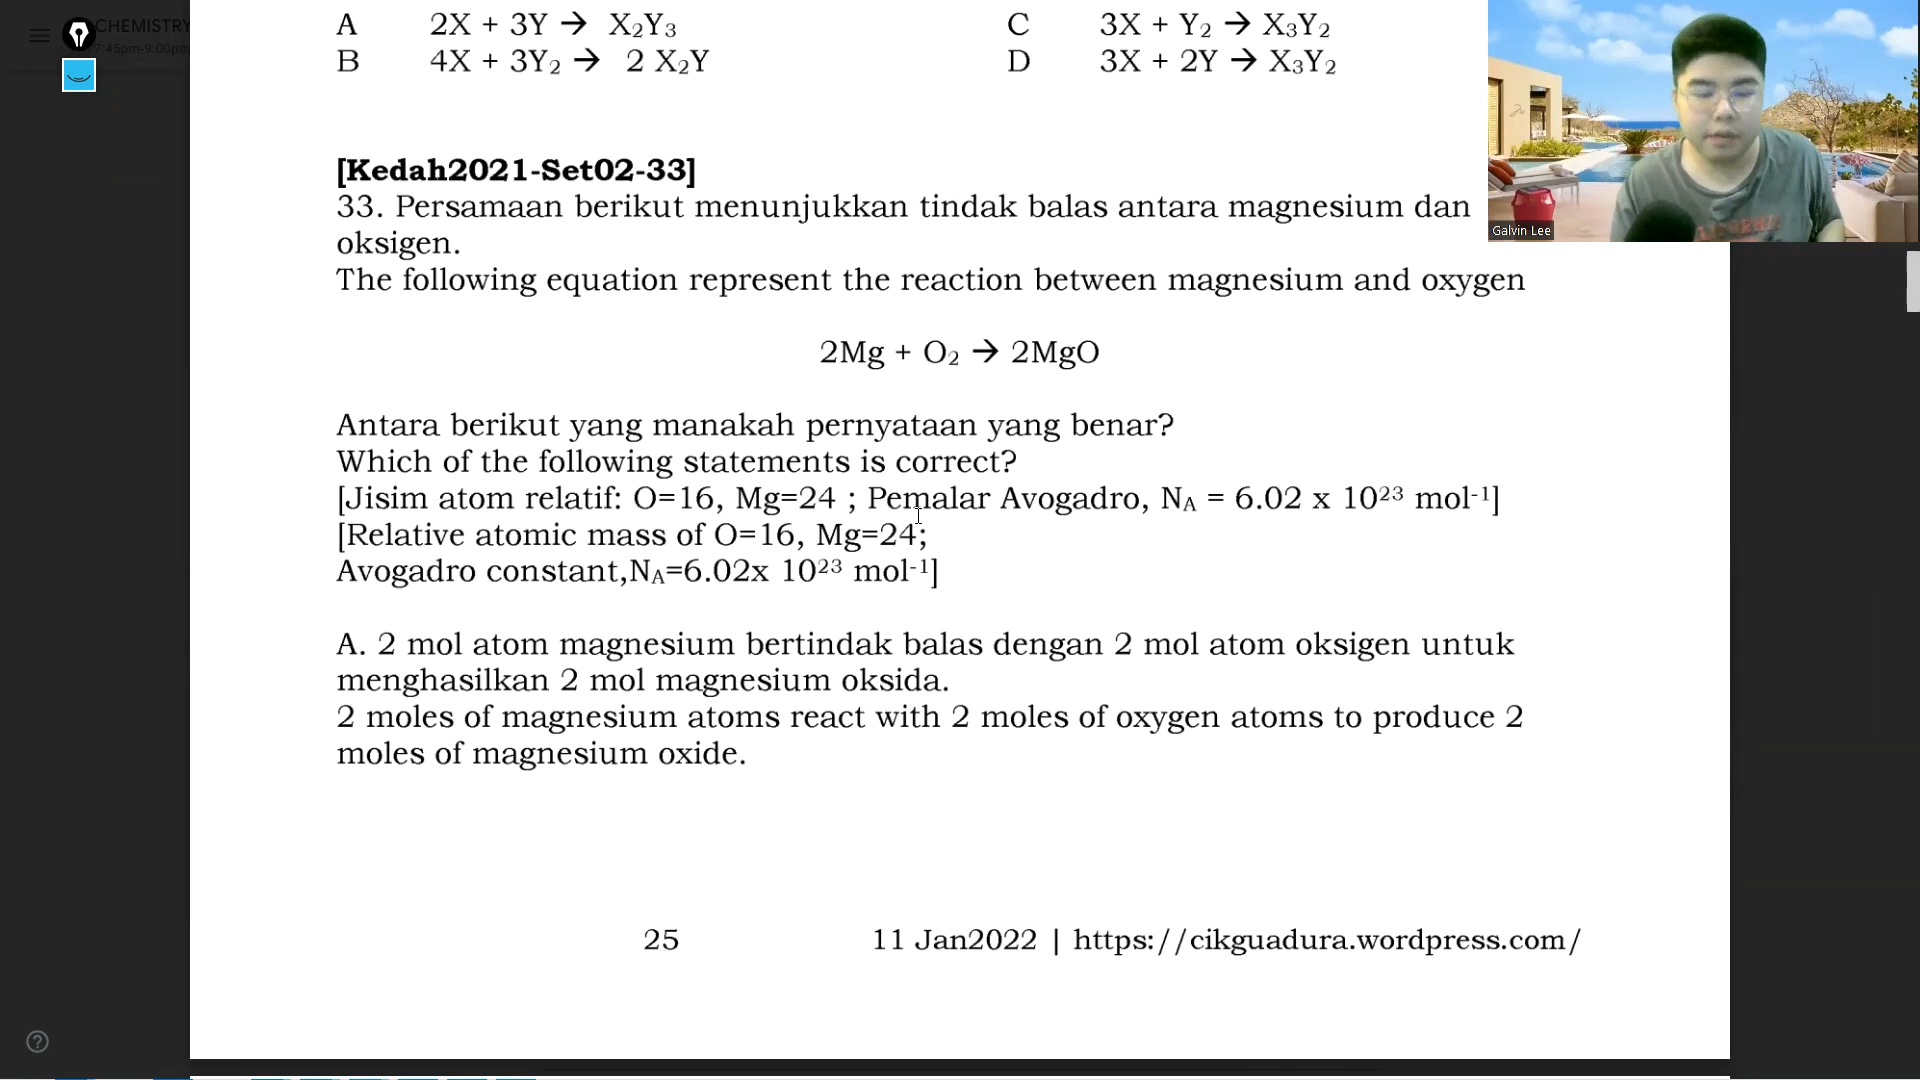 CHEMISTRY
7.45pm-9:00pm
A 2X + 3Y → X₂Y₃ C 3X + Y₂ → X₃Y₂
B 4X + 3Y₂ → 2 X₂Y D 3X + 2Y → X₃Y₂
[Kedah2021-Set02-33]
33. Persamaan berikut menunjukkan tindak balas antara magnesium dan
oksigen.
The following equation represent the reaction between magnesium and oxygen
2Mg + O₂ → 2MgO
Antara berikut yang manakah pernyataan yang benar?
Which of the following statements is correct?
[Jisim atom relatif: O=16, Mg=24 ; Pemalar Avogadro, Nᴀ = 6.02 x 10²³ mol⁻¹]
[Relative atomic mass of O=16, Mg=24;
Avogadro constant,Nᴀ=6.02x 10²³ mol⁻¹]
A. 2 mol atom magnesium bertindak balas dengan 2 mol atom oksigen untuk
menghasilkan 2 mol magnesium oksida.
2 moles of magnesium atoms react with 2 moles of oxygen atoms to produce 2
moles of magnesium oxide.
25 11 Jan2022 | https://cikguadura.wordpress.com/
Galvin Lee